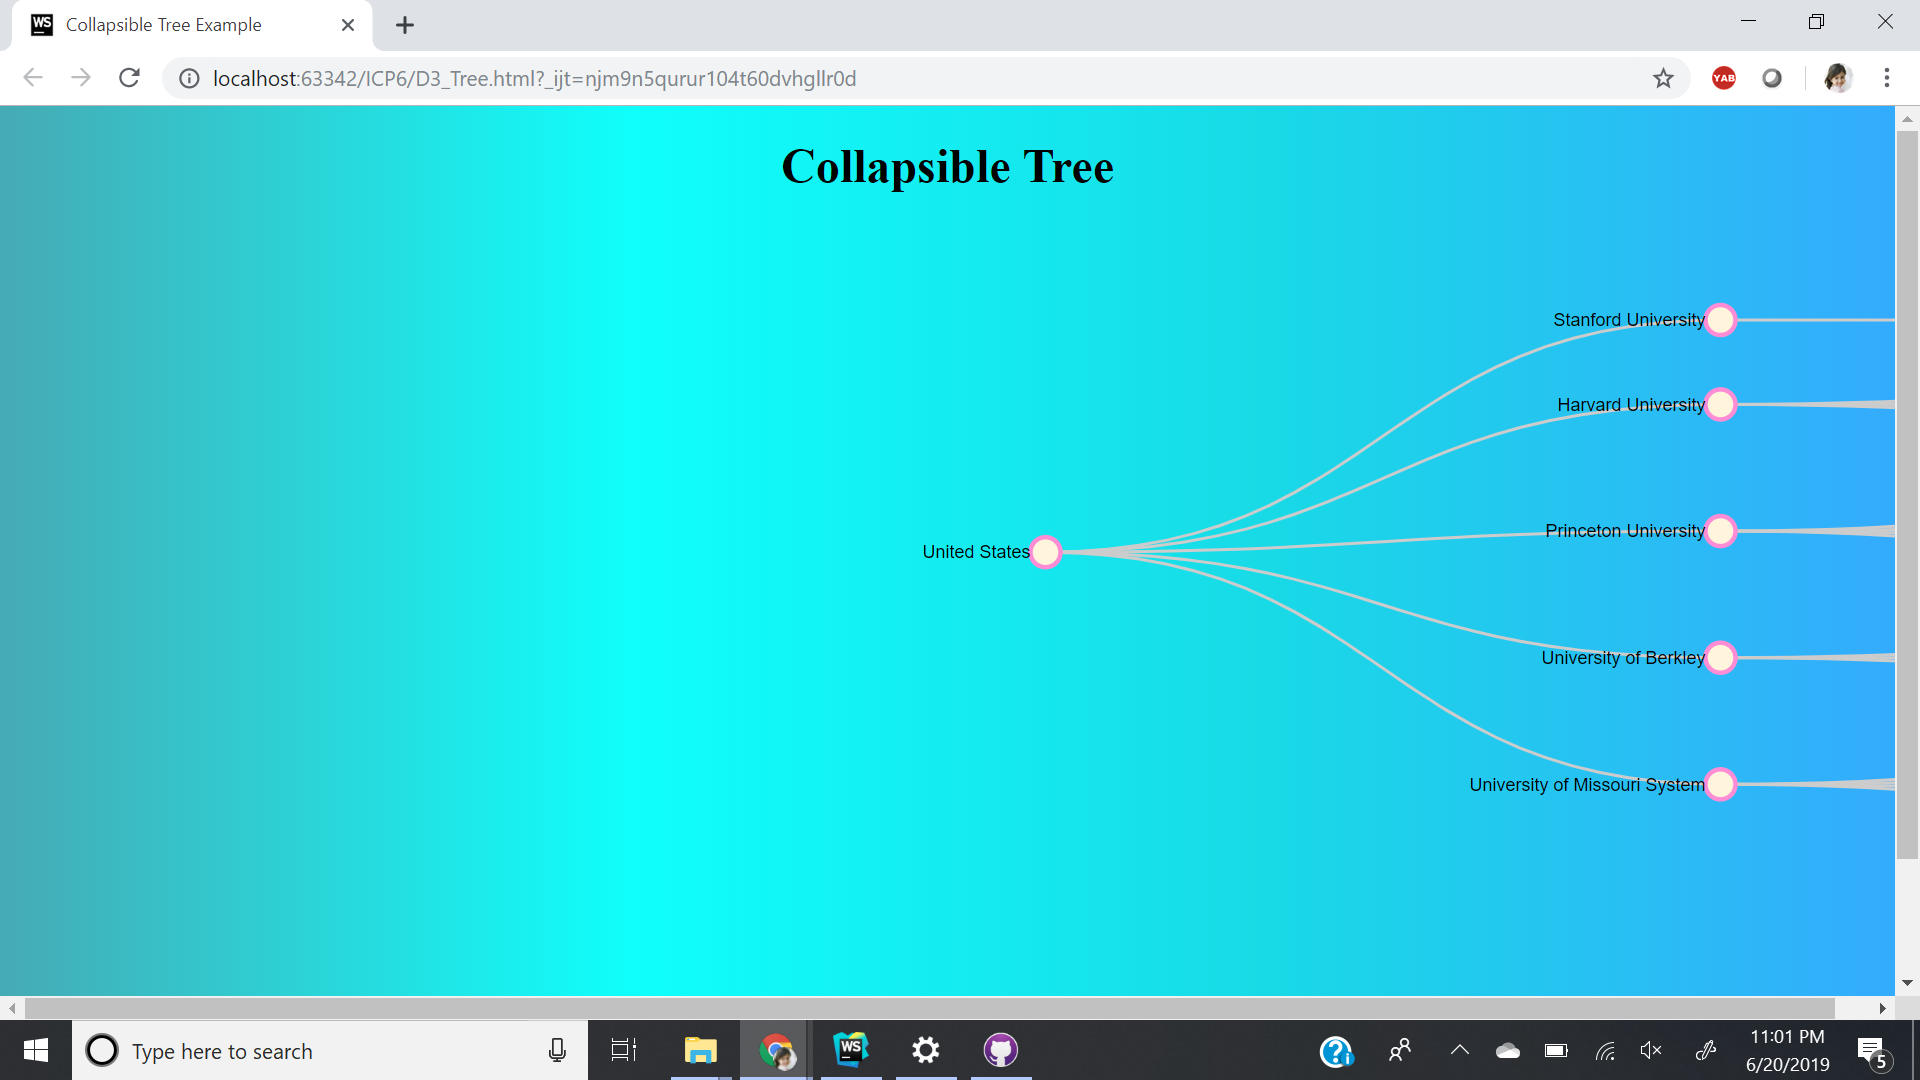 WS Collapsible Tree Example
localhost:63342/ICP6/D3_Tree.html?_ijt=njm9n5qurur104t60dvhgllr0d
YAB
Collapsible Tree
Stanford University
Harvard University
United States
Princeton University
University of Berkley
University of Missouri System
Type here to search
WS
11:01 PM
6/20/2019
5